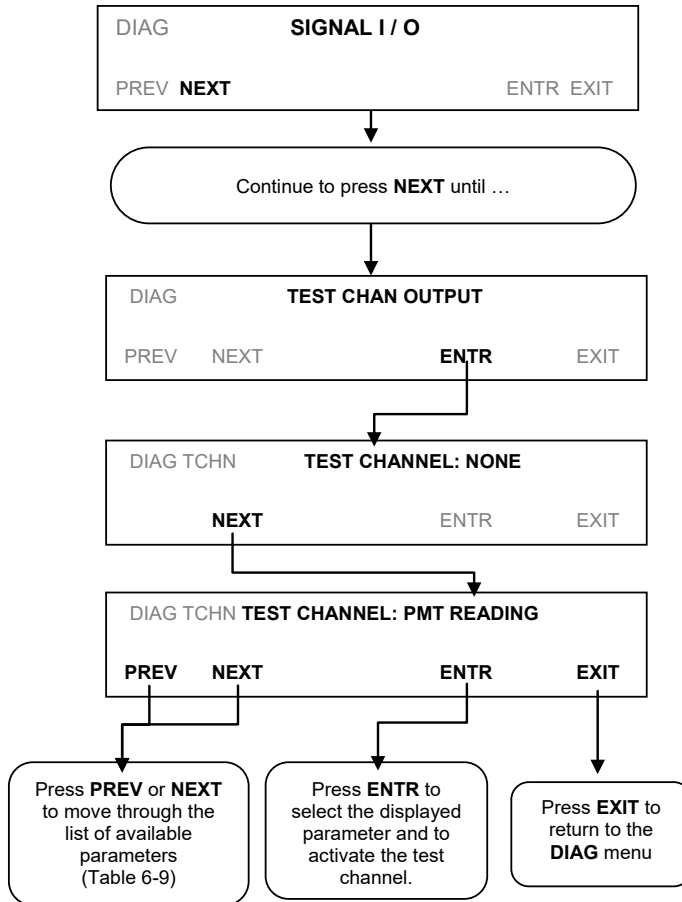 DIAG SIGNAL I / O
PREV NEXT ENTR EXIT
Continue to press NEXT until …
DIAG TEST CHAN OUTPUT
PREV NEXT ENTR EXIT
DIAG TCHN TEST CHANNEL: NONE
NEXT ENTR EXIT
DIAG TCHN TEST CHANNEL: PMT READING
PREV NEXT ENTR EXIT
Press PREV or NEXT
to move through the
list of available
parameters
(Table 6-9)
Press ENTR to
select the displayed
parameter and to
activate the test
channel.
Press EXIT to
return to the
DIAG menu